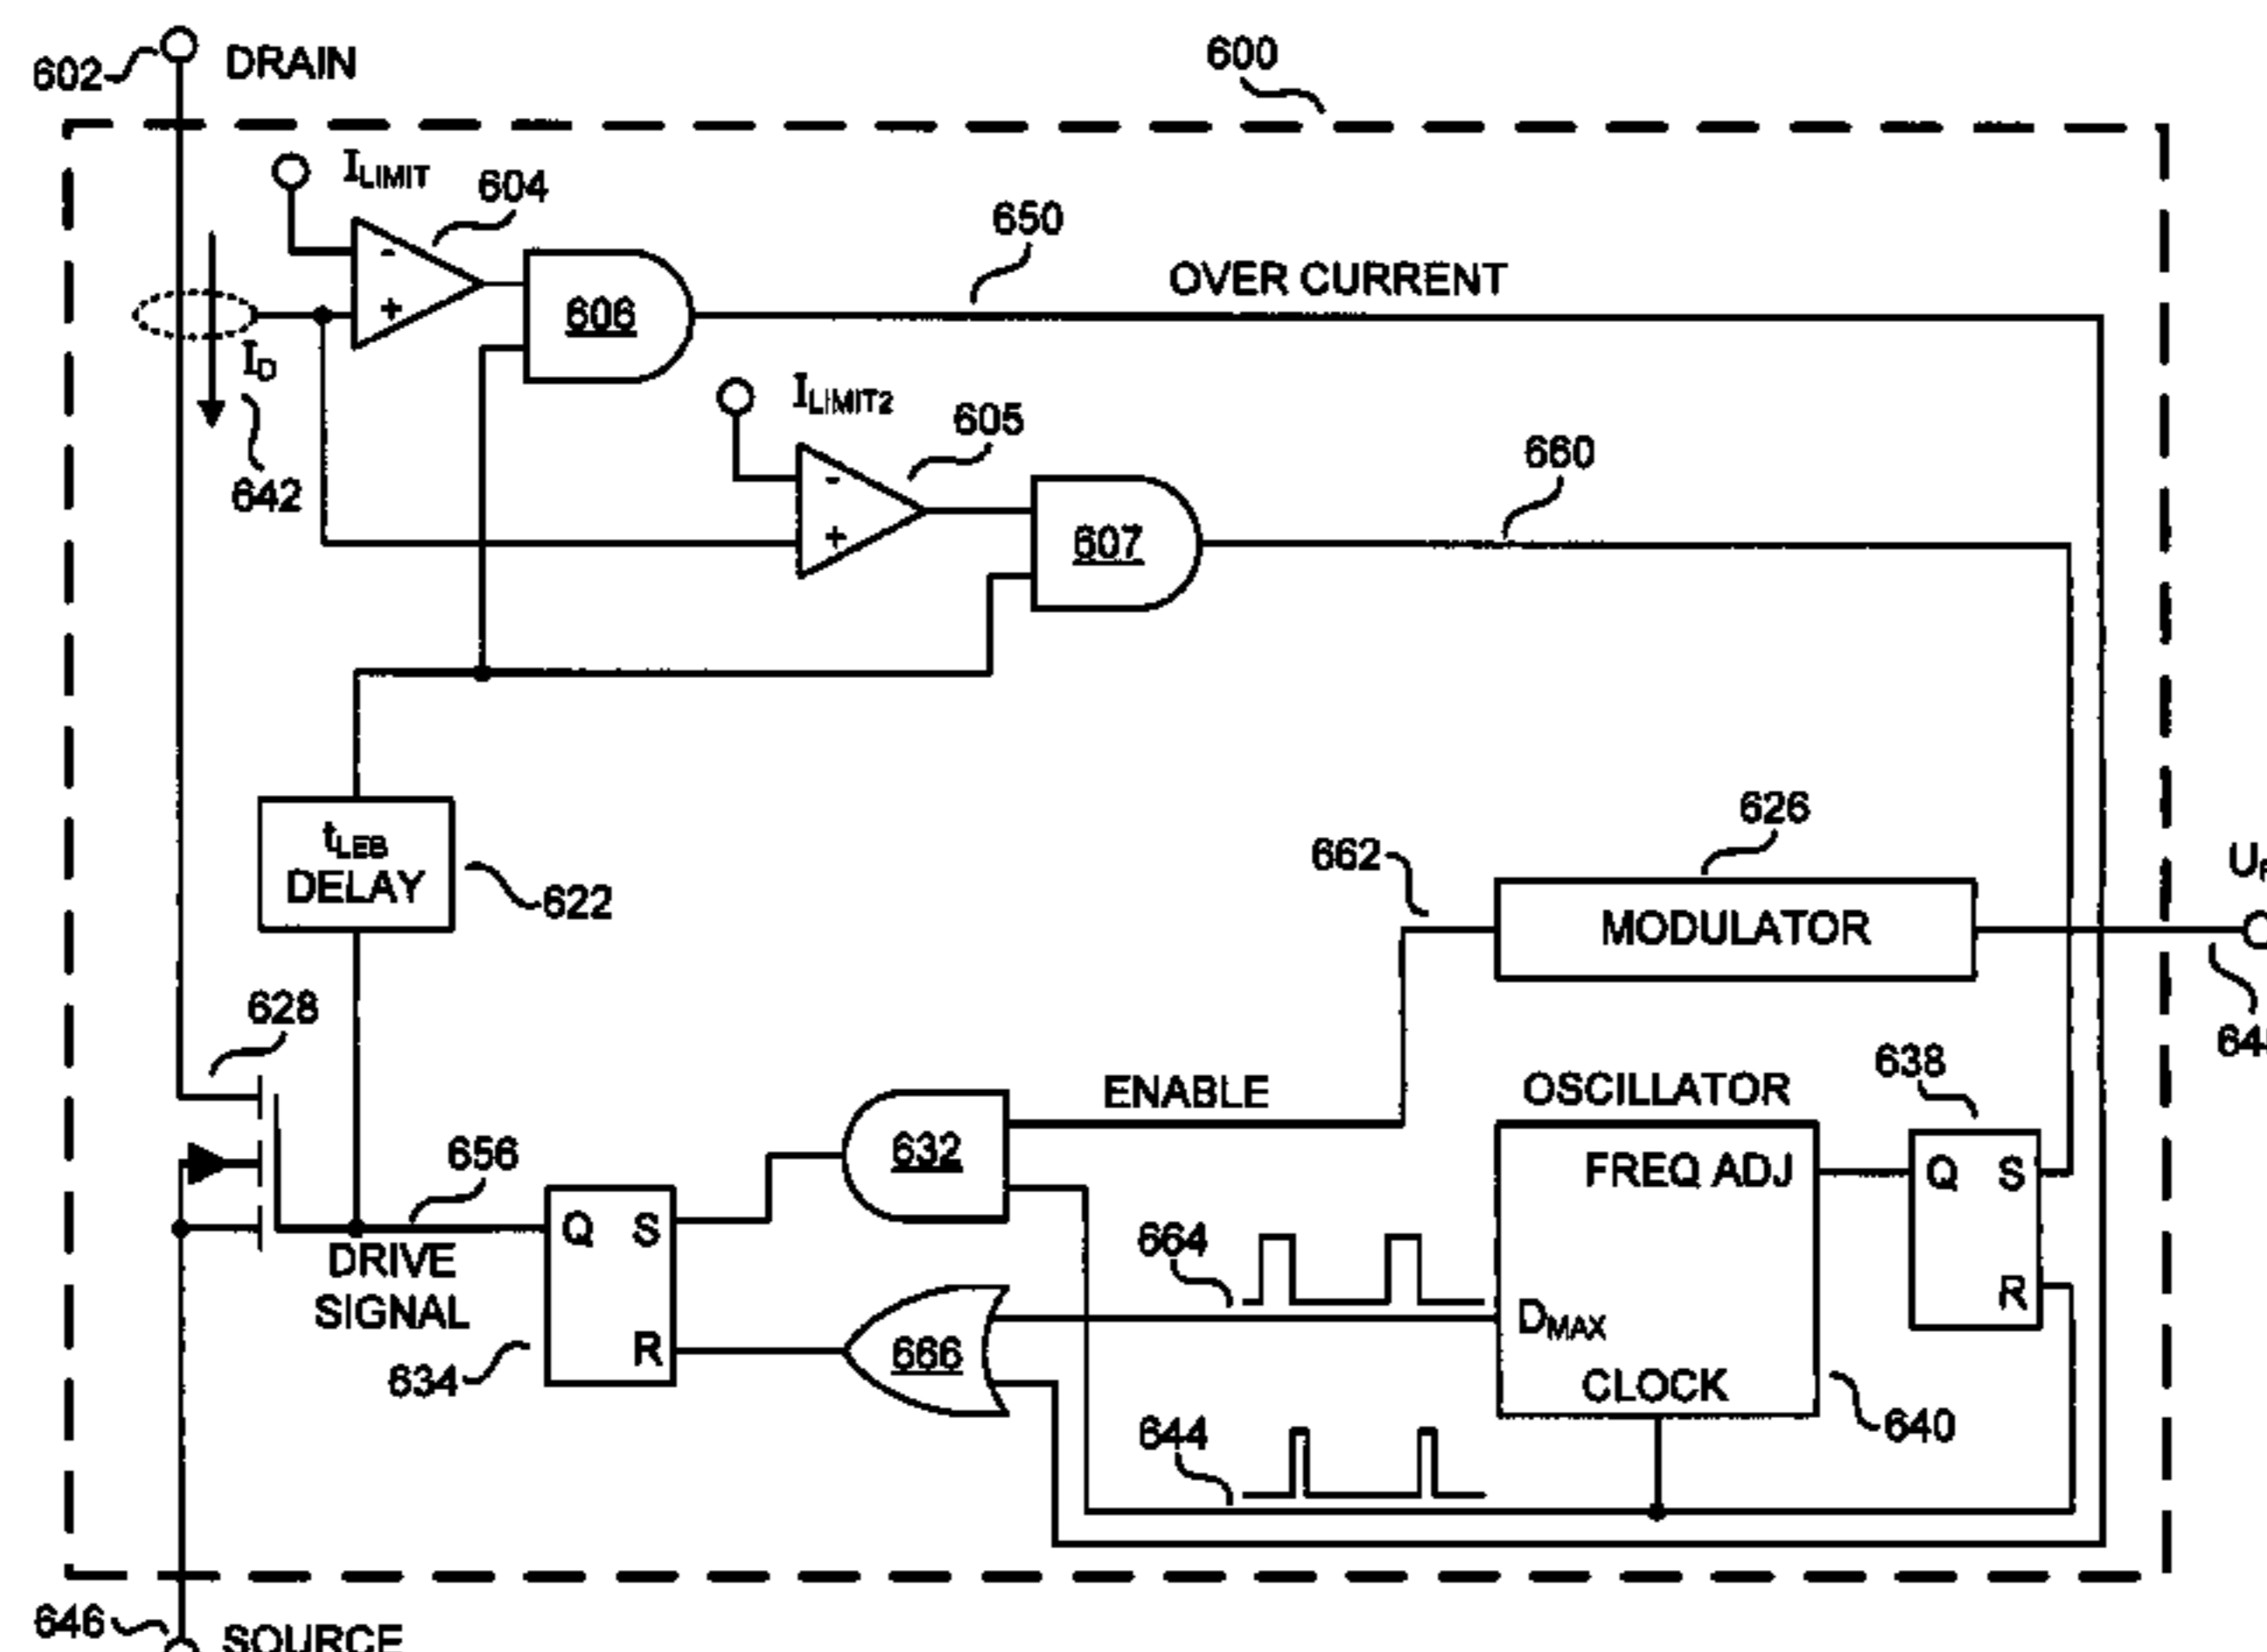 602
DRAIN
600
I_LIMIT
604
650
OVER CURRENT
-
+
606
I_D
642
I_LIMIT2
605
660
-
+
607
t_LEB
DELAY
622
626
662
MODULATOR
628
638
ENABLE
OSCILLATOR
632
FREQ ADJ
Q S
656
Q S
664
DRIVE
SIGNAL
R
D_MAX
R
666
634
CLOCK
644
640
646
SOURCE